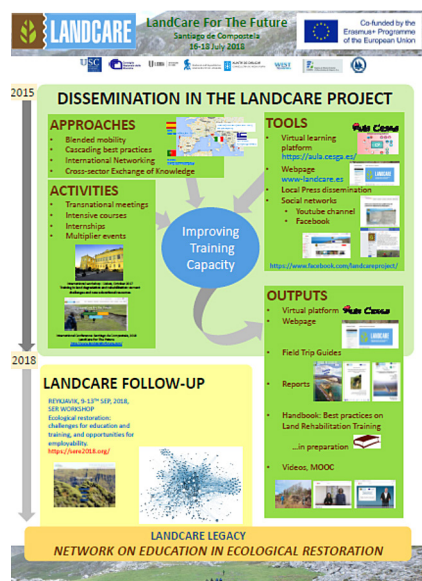 LANDCARE
LandCare For The Future
Santiago de Compostela
16-18 July 2018
Co-funded by the
Erasmus+ Programme
of the European Union
USC
2015
DISSEMINATION IN THE LANDCARE PROJECT
APPROACHES
• Blended mobility
• Cascading best practices
• International Networking
• Cross-sector Exchange of Knowledge
ACTIVITIES
• Transnational meetings
• Intensive courses
• Internships
• Multiplier events
Improving
Training
Capacity
TOOLS
• Virtual learning
platform
https://aula.cesga.es/
Aula CESGA
• Webpage
www-landcare.es
• Local Press dissemination
• Social networks
• Youtube channel
• Facebook
https://www.facebook.com/landcareproject/
OUTPUTS
• Virtual platform
Aula CESGA
• Webpage
• Field Trip Guides
• Reports
• Handbook: Best practices on
Land Rehabilitation Training
...in preparation
• Videos, MOOC
2018
LANDCARE FOLLOW-UP
REYKJAVIK, 9-13TH SEP, 2018,
SER WORKSHOP
Ecological restoration:
challenges for education and
training, and opportunities for
employability.
https://sere2018.org/
LANDCARE LEGACY
NETWORK ON EDUCATION IN ECOLOGICAL RESTORATION